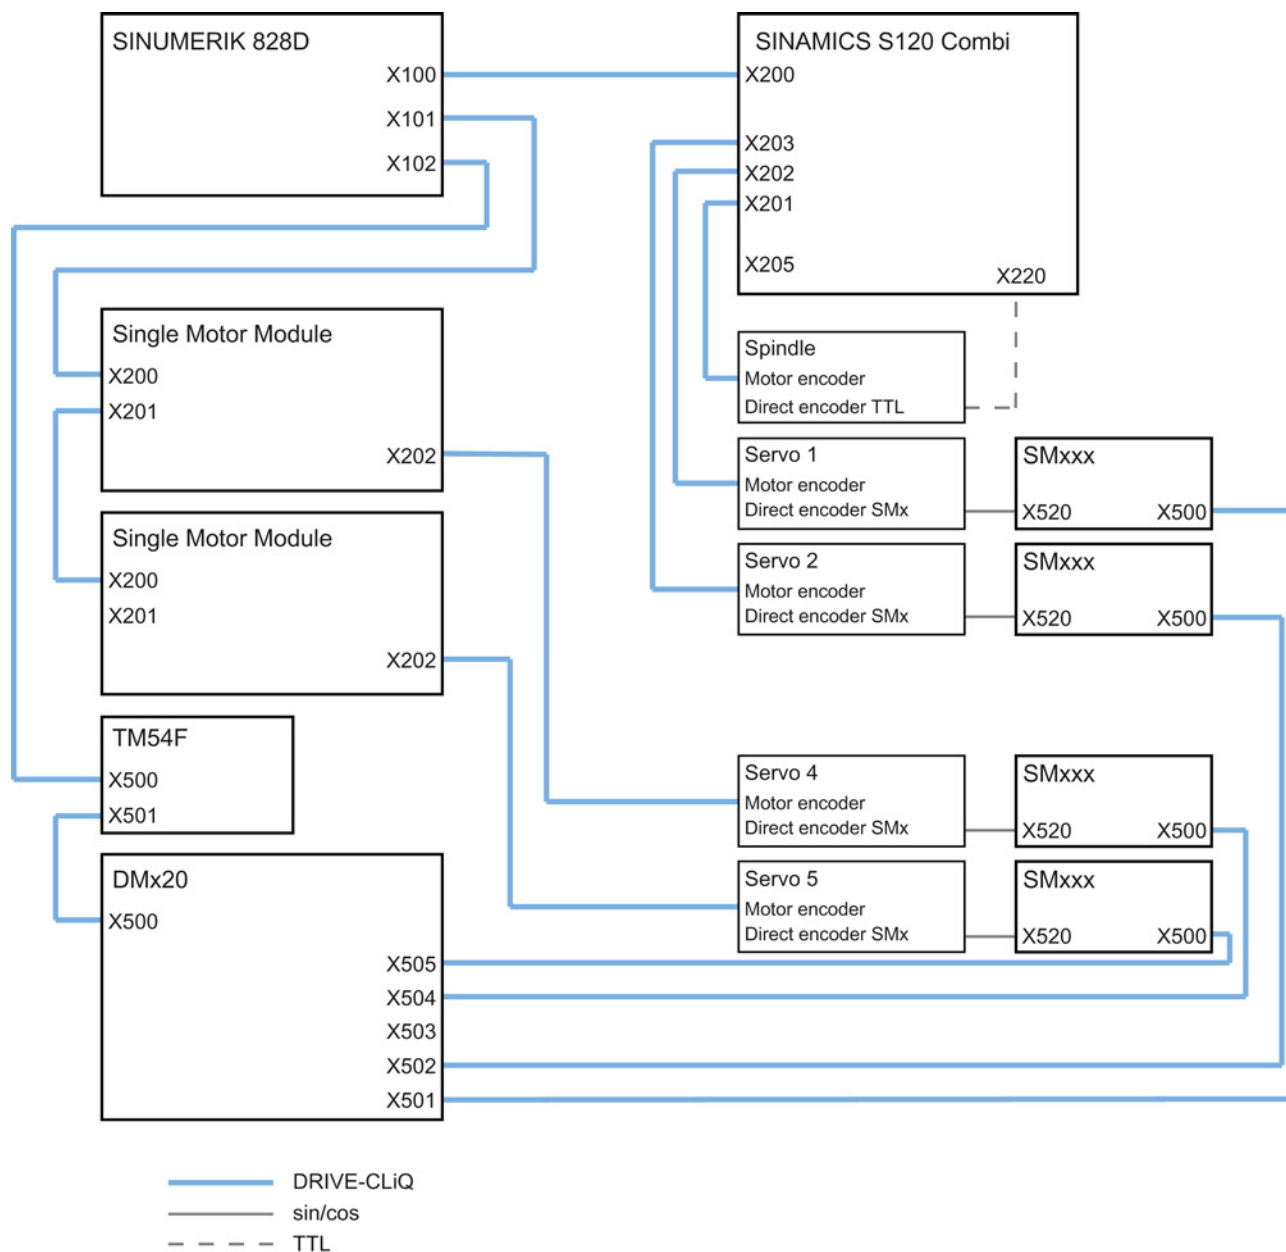 SINUMERIK 828D
X100
X101
X102
SINAMICS S120 Combi
X200
X203
X202
X201
X205
X220
Single Motor Module
X200
X201
X202
Single Motor Module
X200
X201
X202
TM54F
X500
X501
DMx20
X500
X505
X504
X503
X502
X501
Spindle
Motor encoder
Direct encoder TTL
Servo 1
Motor encoder
Direct encoder SMx
SMxxx
X520 X500
Servo 2
Motor encoder
Direct encoder SMx
SMxxx
X520 X500
Servo 4
Motor encoder
Direct encoder SMx
SMxxx
X520 X500
Servo 5
Motor encoder
Direct encoder SMx
SMxxx
X520 X500
DRIVE-CLiQ
sin/cos
TTL